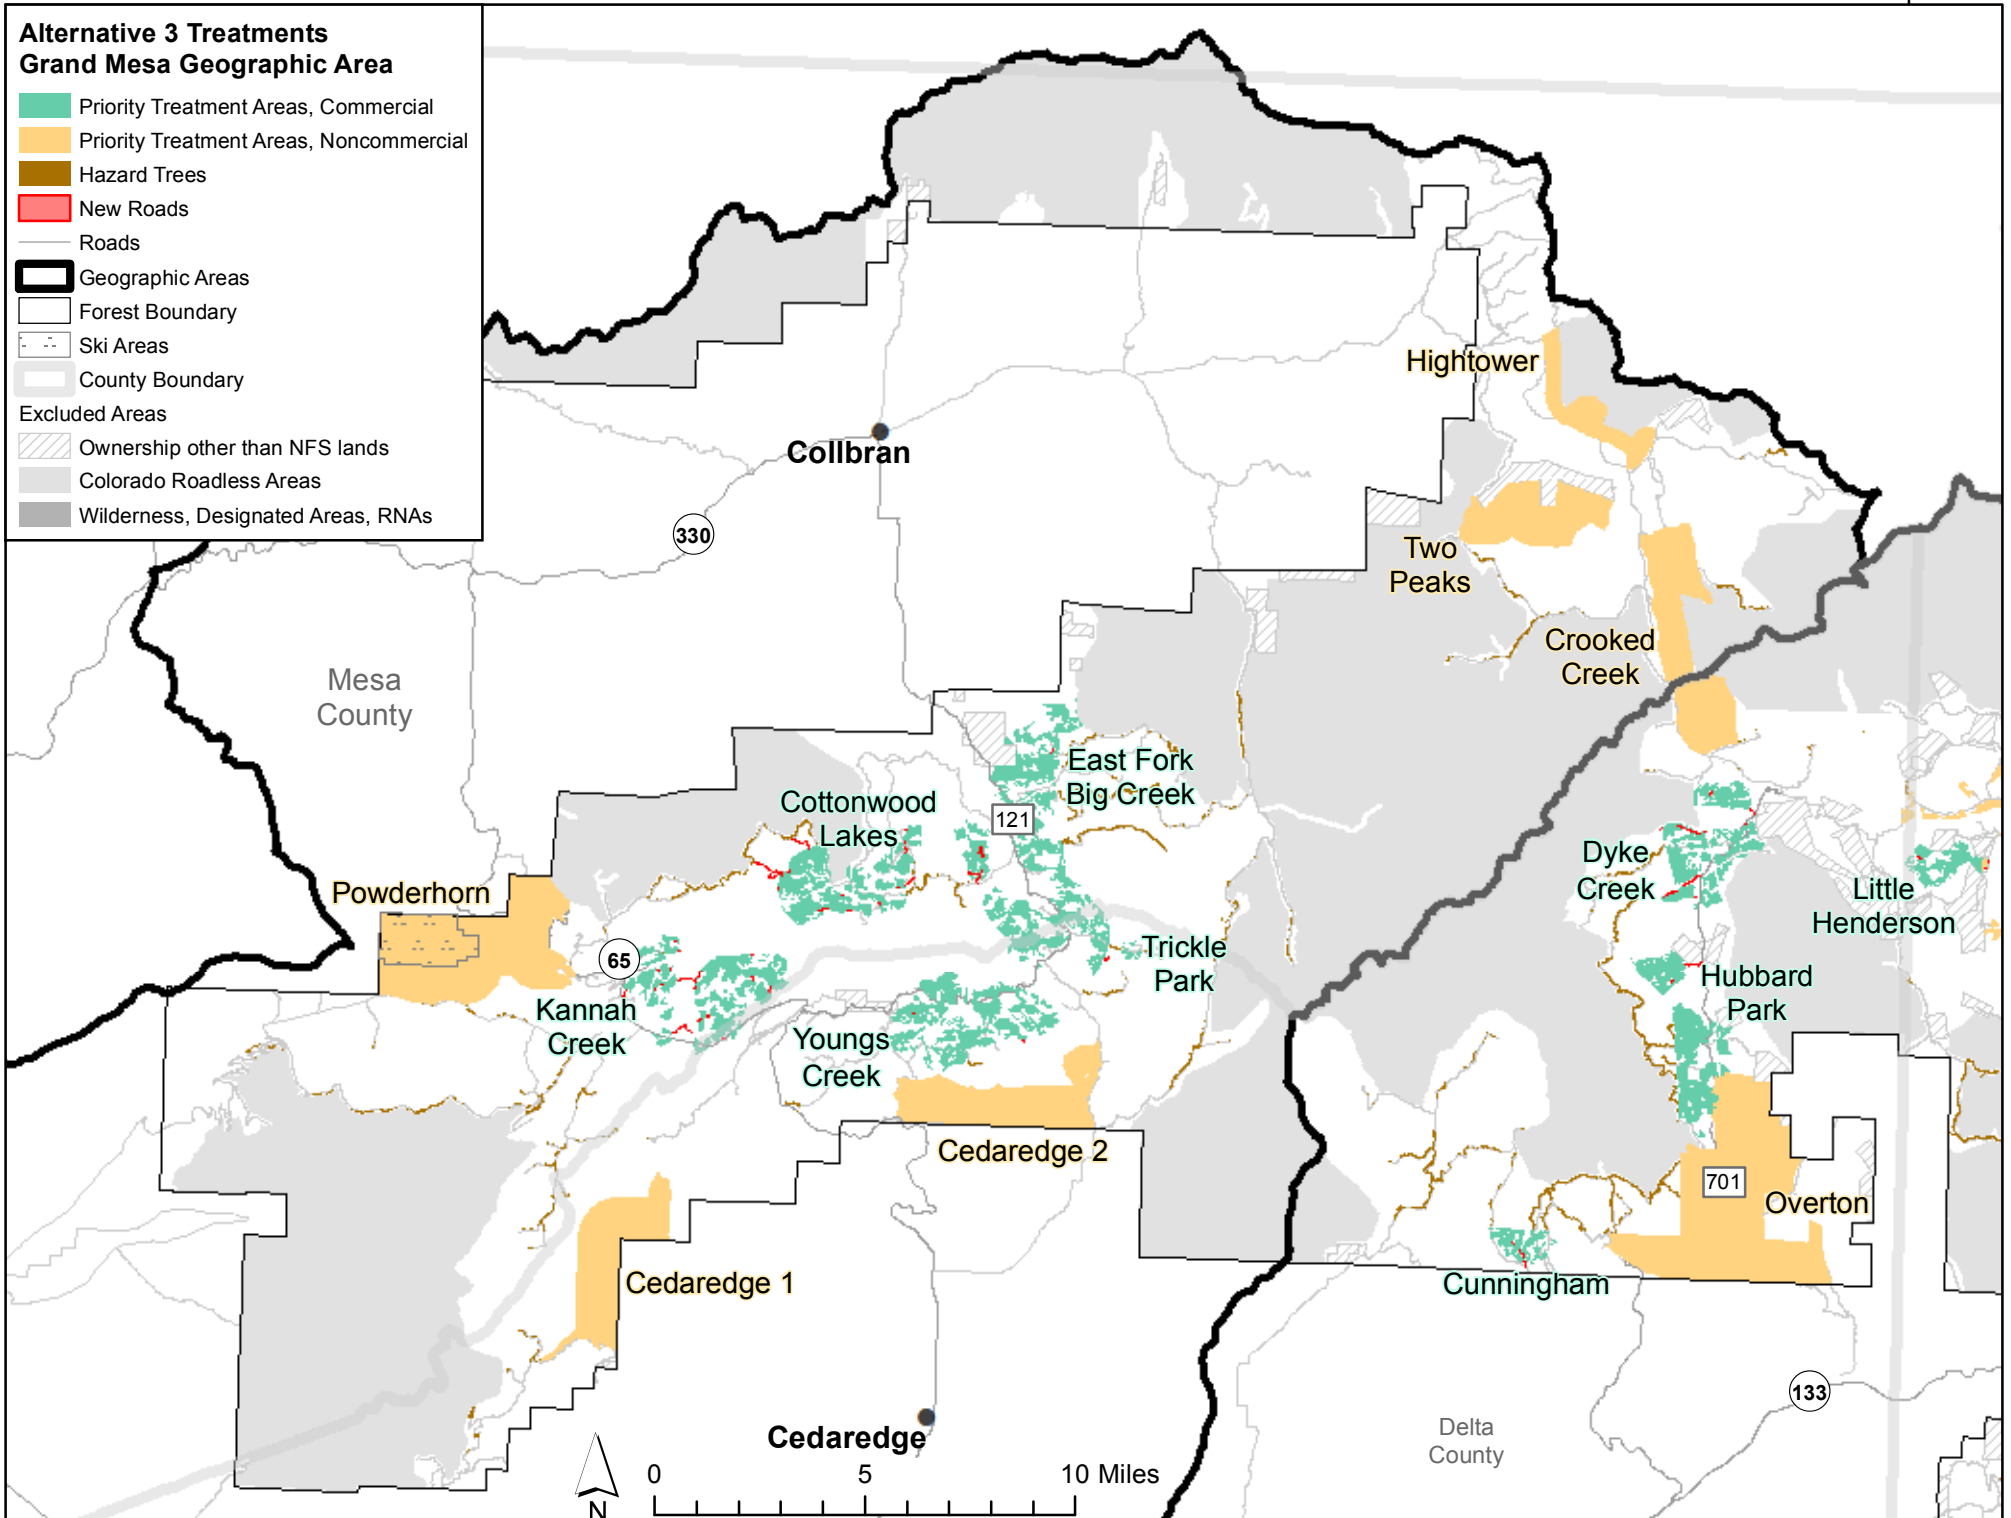 Alternative 3 Treatments
Grand Mesa Geographic Area
Priority Treatment Areas, Commercial
Priority Treatment Areas, Noncommercial
Hazard Trees
New Roads
Roads
Geographic Areas
Forest Boundary
Ski Areas
County Boundary
Excluded Areas
Ownership other than NFS lands
Colorado Roadless Areas
Wilderness, Designated Areas, RNAs
Hightower
Collbran
330
Two
Peaks
Crooked
Creek
Mesa
County
East Fork
Big Creek
Cottonwood
Lakes
121
Dyke
Creek
Little
Henderson
Powderhorn
65
Trickle
Park
Hubbard
Park
Kannah
Creek
Youngs
Creek
Cedaredge 2
701
Overton
Cedaredge 1
Cunningham
133
Cedaredge
Delta
County
N
0
5
10 Miles